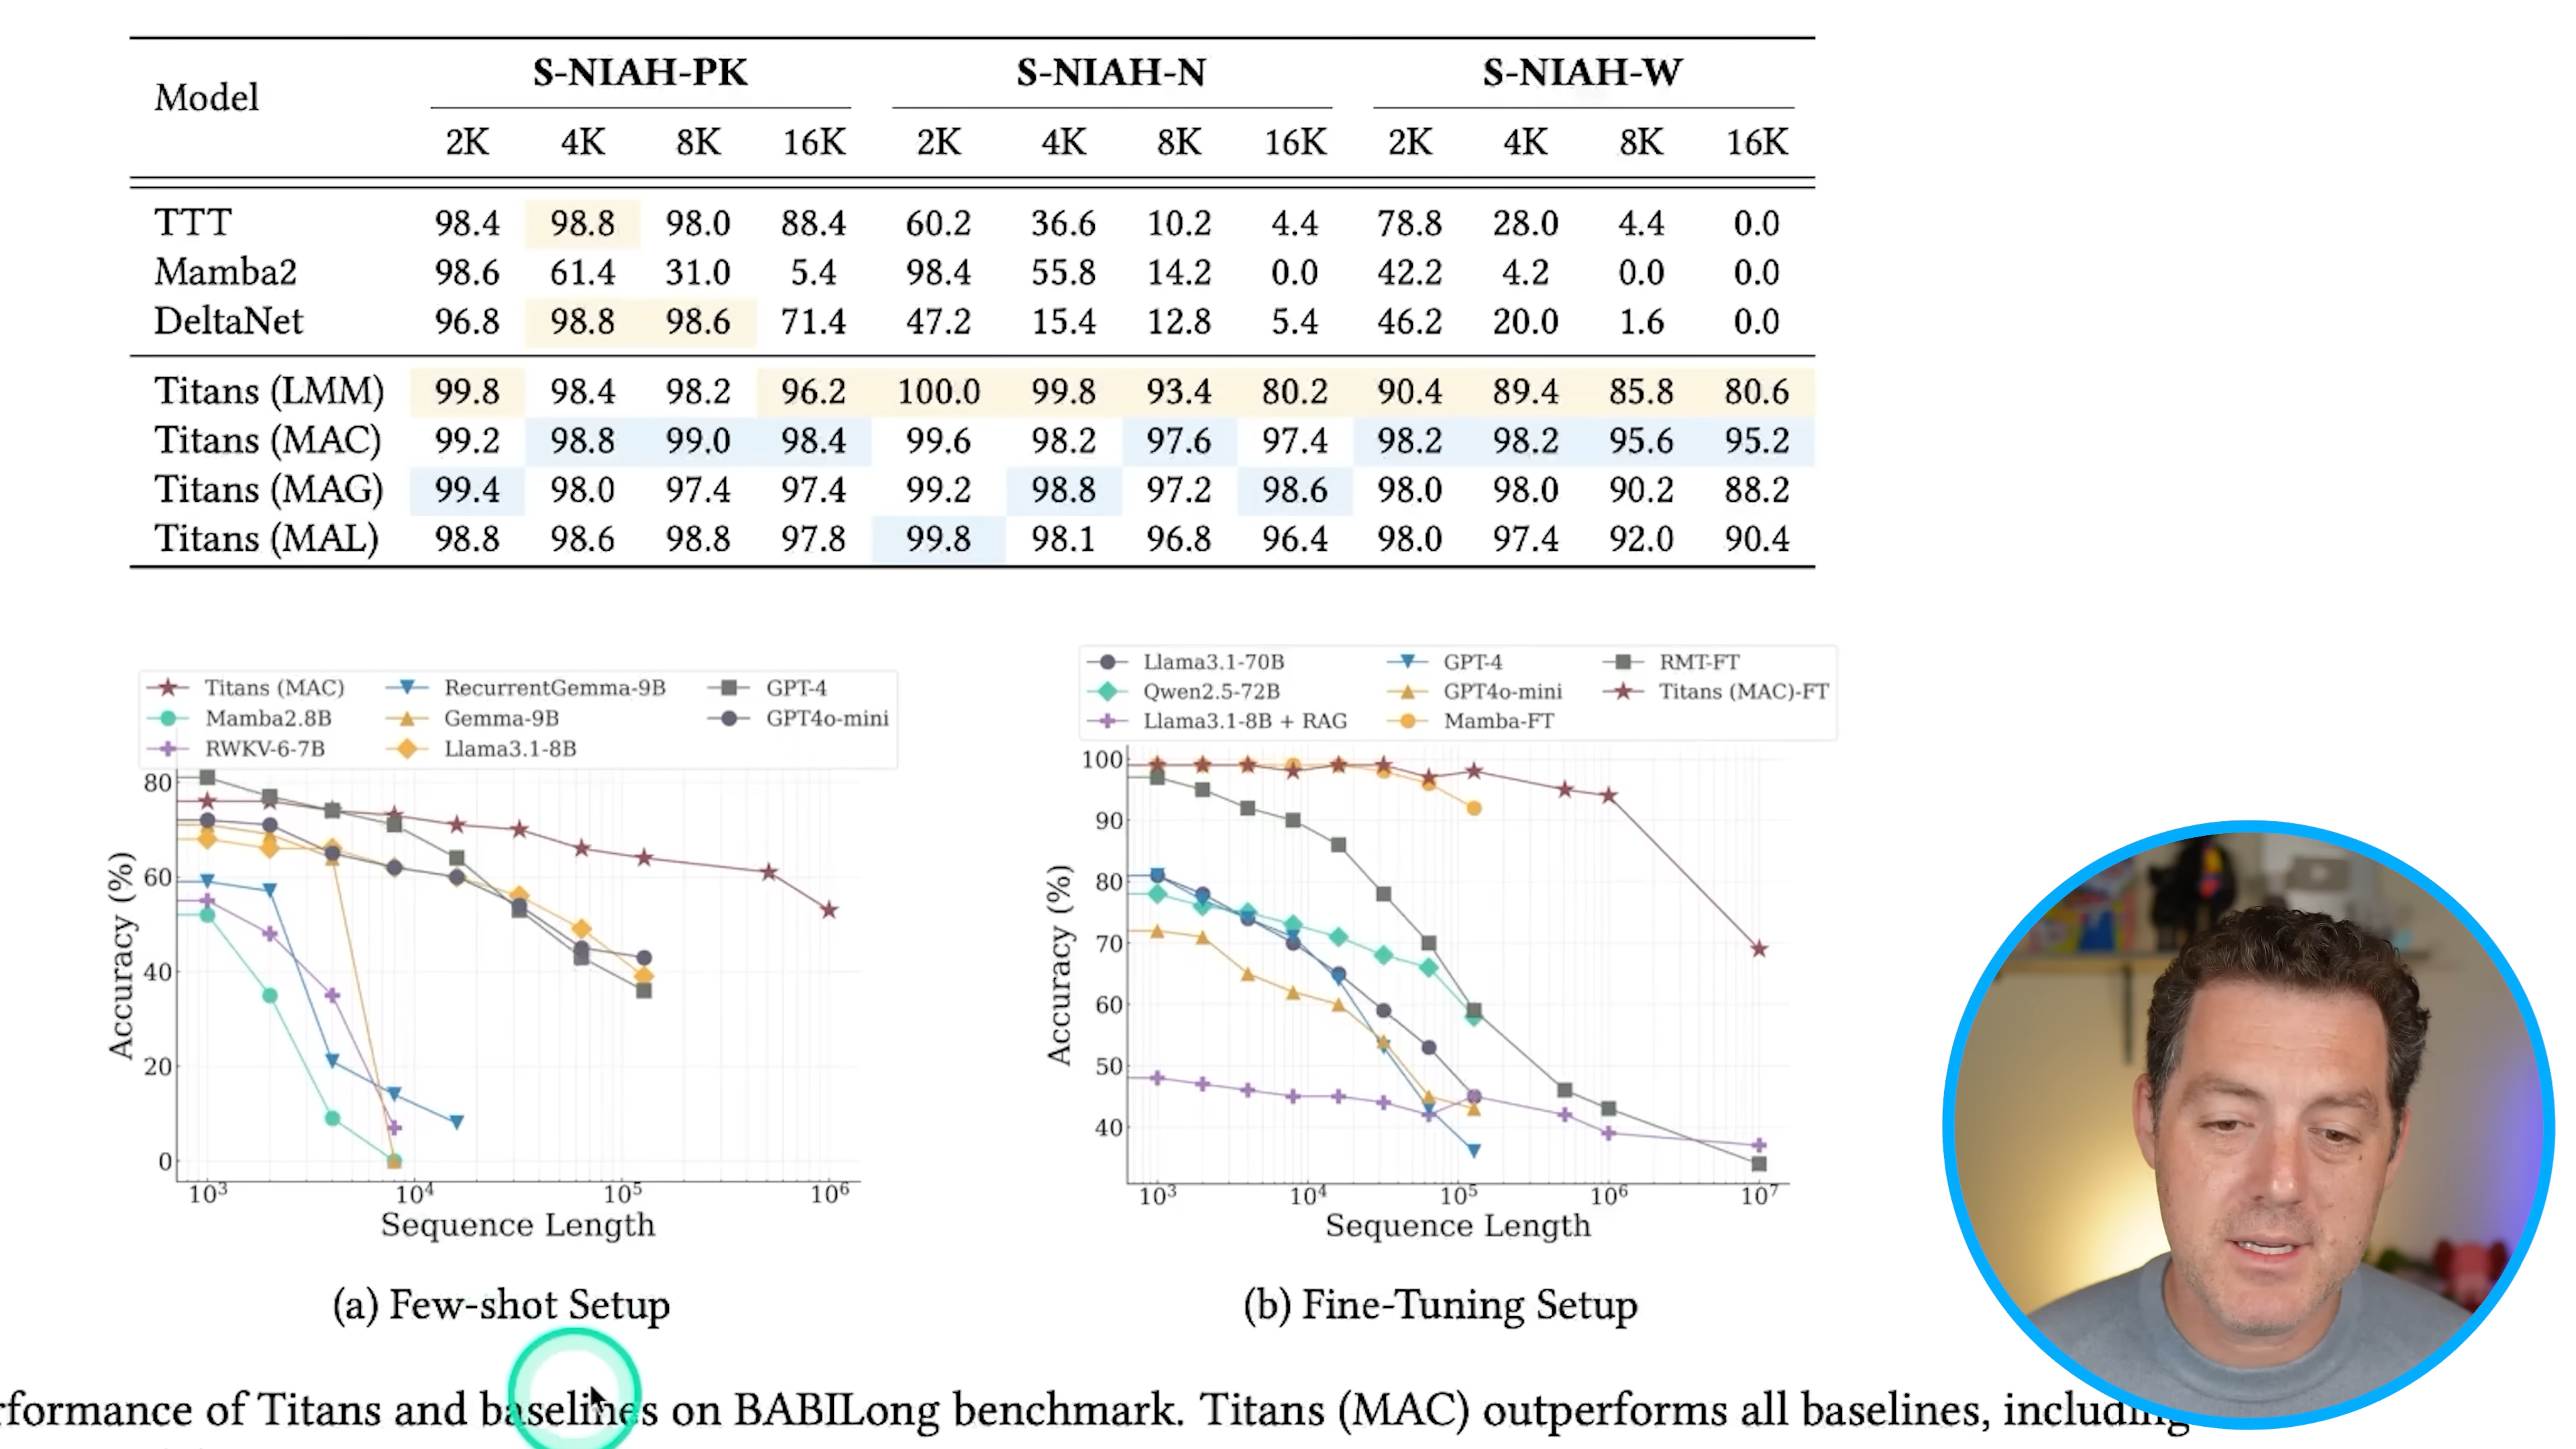 Model S-NIAH-PK S-NIAH-N S-NIAH-W
2K 4K 8K 16K 2K 4K 8K 16K 2K 4K 8K 16K
TTT 98.4 98.8 98.0 88.4 60.2 36.6 10.2 4.4 78.8 28.0 4.4 0.0
Mamba2 98.6 61.4 31.0 5.4 98.4 55.8 14.2 0.0 42.2 4.2 0.0 0.0
DeltaNet 96.8 98.8 98.6 71.4 47.2 15.4 12.8 5.4 46.2 20.0 1.6 0.0
Titans (LMM) 99.8 98.4 98.2 96.2 100.0 99.8 93.4 80.2 90.4 89.4 85.8 80.6
Titans (MAC) 99.2 98.8 99.0 98.4 99.6 98.2 97.6 97.4 98.2 98.2 95.6 95.2
Titans (MAG) 99.4 98.0 97.4 97.4 99.2 98.8 97.2 98.6 98.0 98.0 90.2 88.2
Titans (MAL) 98.8 98.6 98.8 97.8 99.8 98.1 96.8 96.4 98.0 97.4 92.0 90.4
Titans (MAC) RecurrentGemma-9B GPT-4
Mamba2.8B Gemma-9B GPT4o-mini
RWKV-6-7B Llama3.1-8B
80
60
40
20
0
Accuracy (%)
10³ 10⁴ 10⁵ 10⁶
Sequence Length
(a) Few-shot Setup
Llama3.1-70B GPT-4 RMT-FT
Qwen2.5-72B GPT4o-mini Titans (MAC)-FT
Llama3.1-8B + RAG Mamba-FT
100
90
80
70
60
50
40
Accuracy (%)
10³ 10⁴ 10⁵ 10⁶ 10⁷
Sequence Length
(b) Fine-Tuning Setup
rformance of Titans and baselines on BABILong benchmark. Titans (MAC) outperforms all baselines, including